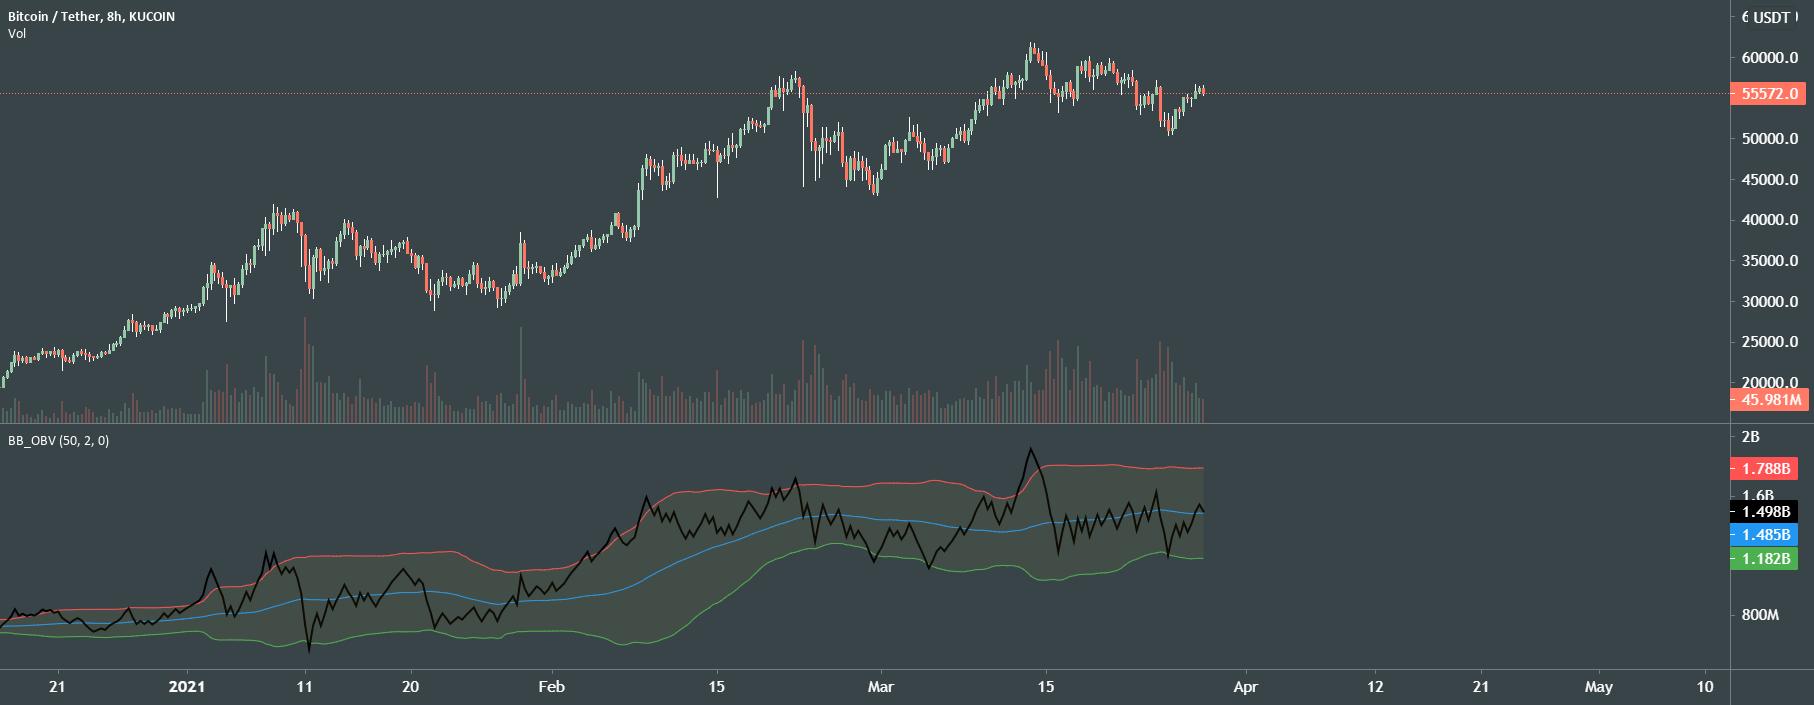 Bitcoin / Tether, 8h, KUCOIN
Vol
USDT
60000.0
55572.0
50000.0
45000.0
40000.0
35000.0
30000.0
25000.0
20000.0
45.981M
BB_OBV (50, 2, 0)
2B
1.788B
1.6B
1.498B
1.485B
1.182B
800M
21 2021 11 20 Feb 15 Mar 15 Apr 12 21 May 10